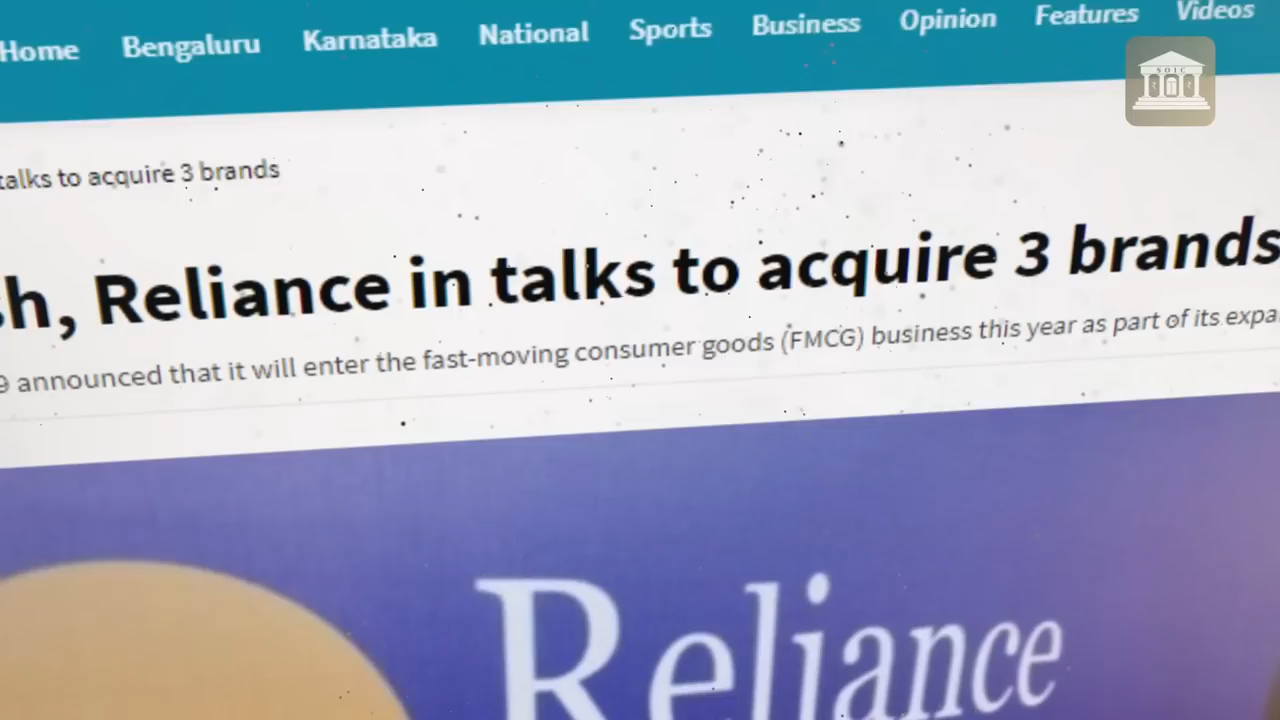 Home Bengaluru Karnataka National Sports Business Opinion Features Videos
SOIC
talks to acquire 3 brands
h, Reliance in talks to acquire 3 brands
9 announced that it will enter the fast-moving consumer goods (FMCG) business this year as part of its expa
Reliance